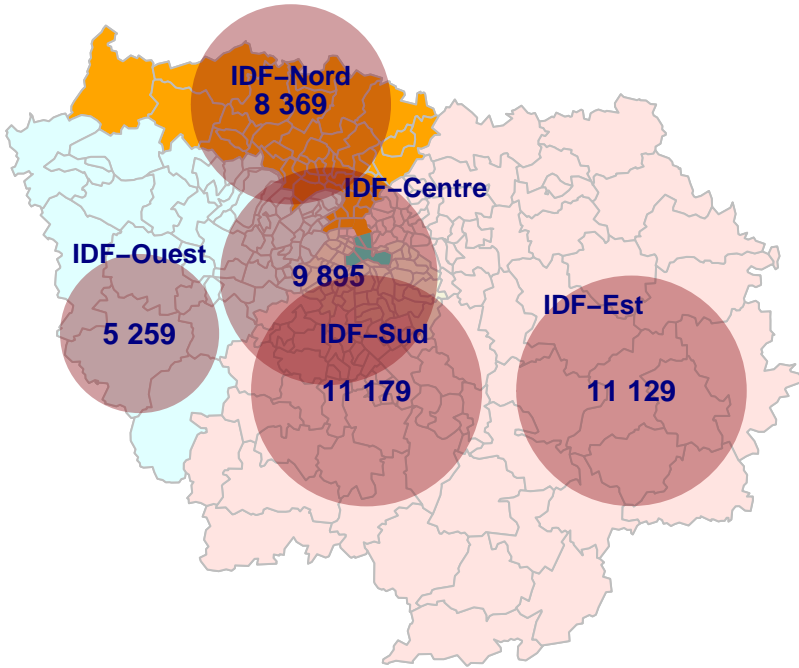 IDF−Nord
8 369
IDF−Centre
9 895
IDF−Ouest
5 259
IDF−Sud
11 179
IDF−Est
11 129